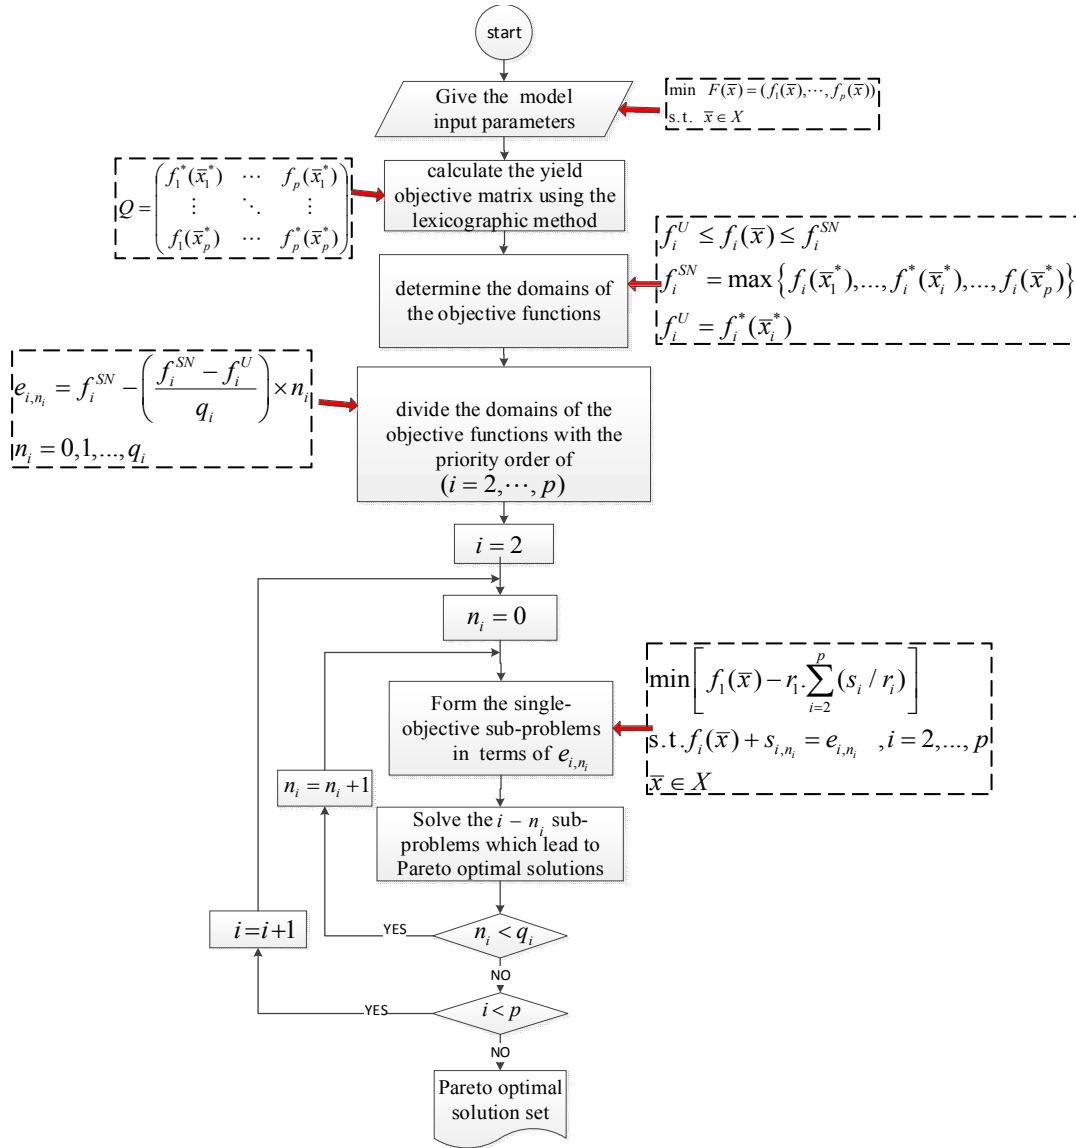 start
Give the model
input parameters
min F(x̄) = (f₁(x̄),⋯, f_p(x̄))
s.t. x̄ ∈ X
calculate the yield
objective matrix using the
lexicographic method
Q = ( f₁*(x̄₁*) ⋯ f_p(x̄₁*)
⋮ ⋱ ⋮
f₁(x̄_p*) ⋯ f_p*(x̄_p*) )
determine the domains of
the objective functions
f_i^U ≤ f_i(x̄) ≤ f_i^{SN}
f_i^{SN} = max{ f_i(x̄₁*),..., f_i*(x̄_i*),..., f_i(x̄_p*)}
f_i^U = f_i*(x̄_i*)
e_{i,n_i} = f_i^{SN} − ( (f_i^{SN} − f_i^U) / q_i ) × n_i
n_i = 0,1,...,q_i
divide the domains of the
objective functions with the
priority order of
(i = 2,⋯, p)
i = 2
n_i = 0
Form the single-
objective sub-problems
in terms of e_{i,n_i}
min[ f₁(x̄) − r₁.∑_{i=2}^{p}(s_i / r_i) ]
s.t. f_i(x̄) + s_{i,n_i} = e_{i,n_i} , i = 2,..., p
x̄ ∈ X
n_i = n_i + 1
Solve the i − n_i sub-
problems which lead to
Pareto optimal solutions
i=i+1
YES
n_i < q_i
NO
YES
i < p
NO
Pareto optimal
solution set